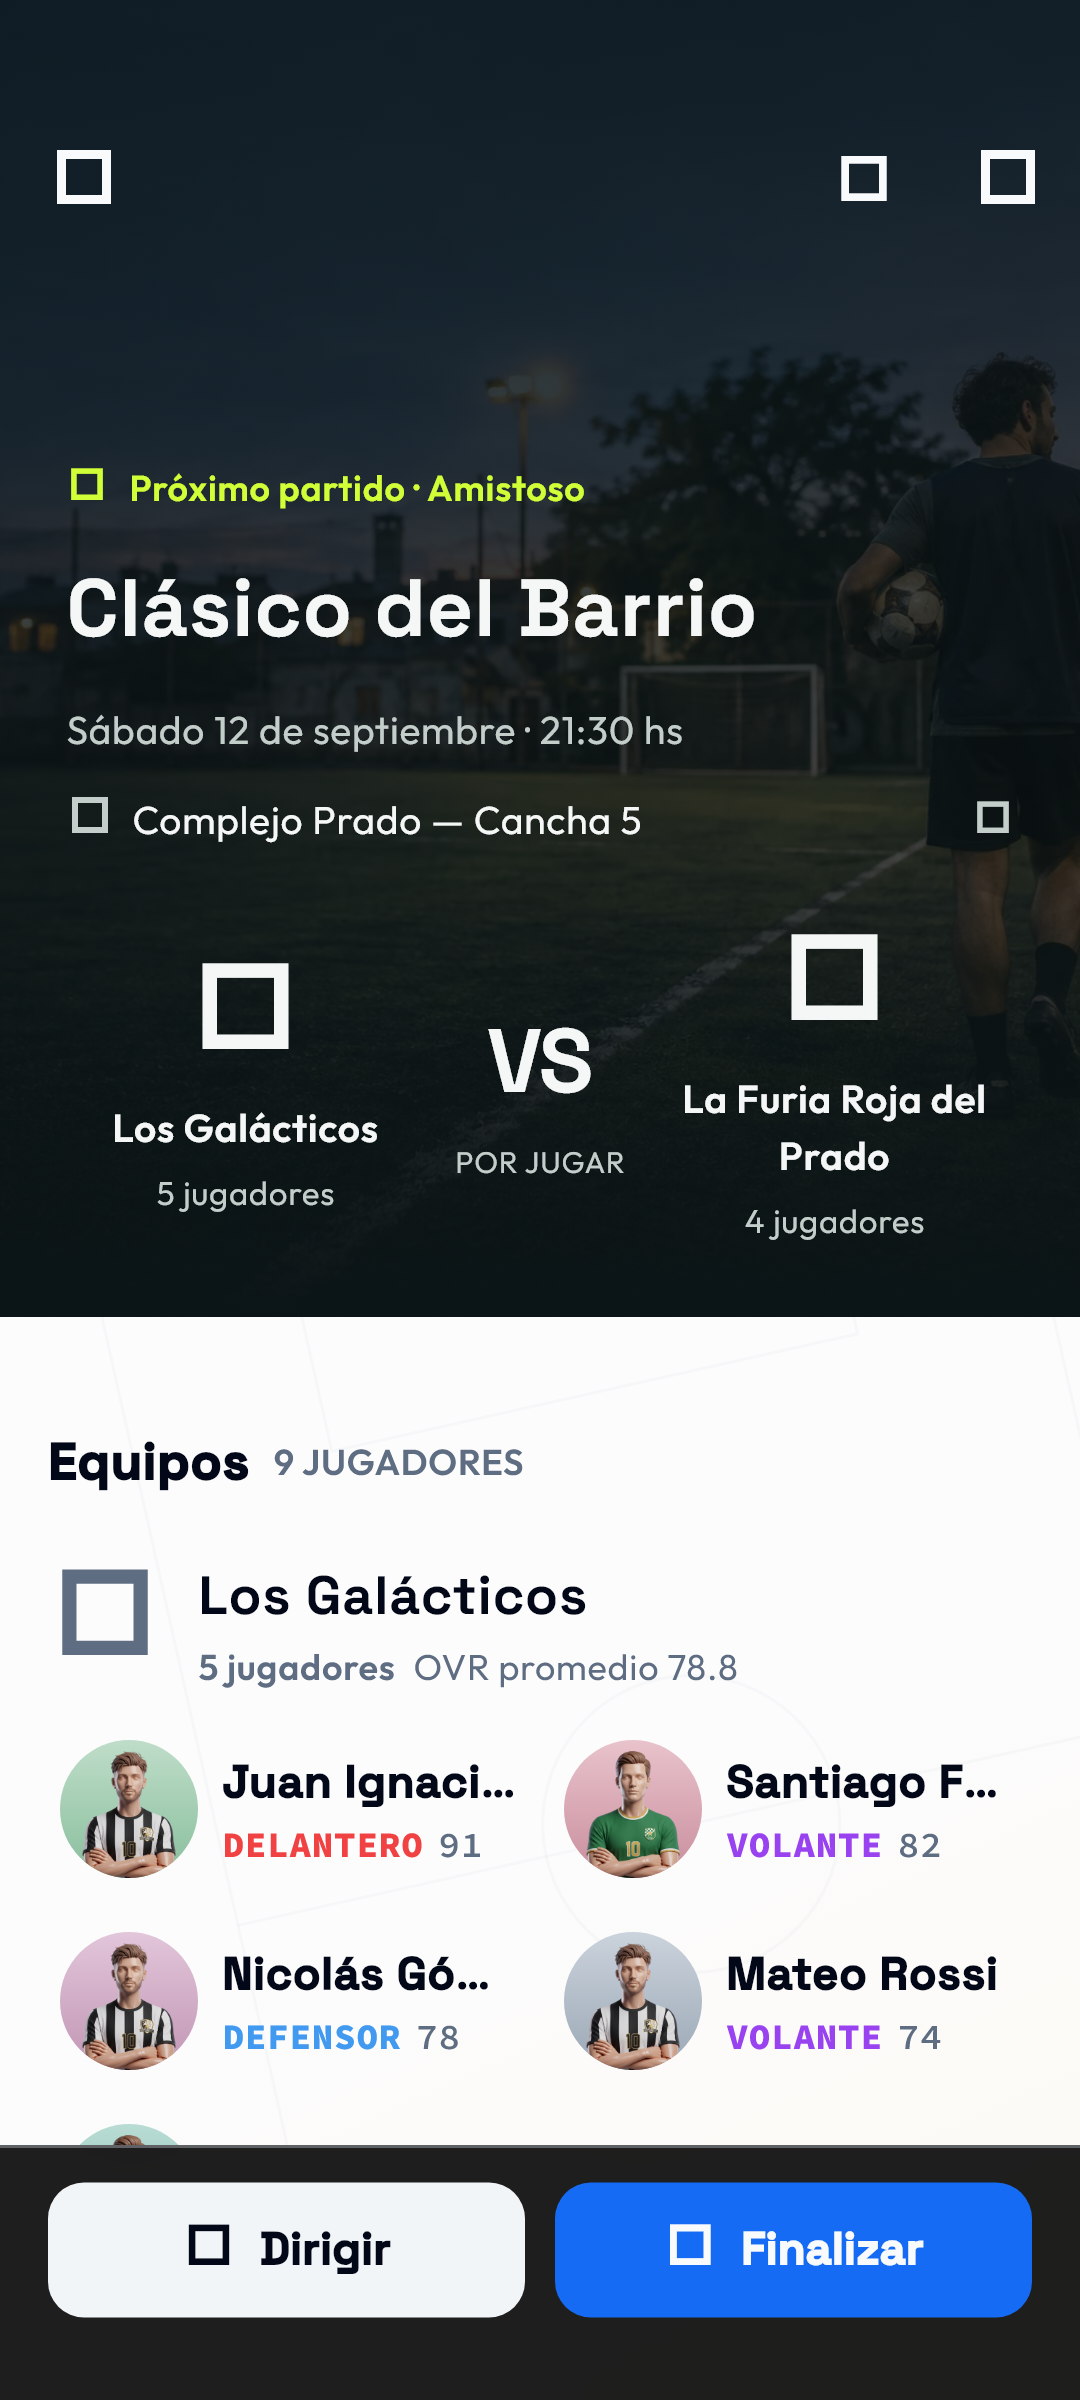 Próximo partido · Amistoso
Clásico del Barrio
Sábado 12 de septiembre · 21:30 hs
Complejo Prado — Cancha 5
Los Galácticos
5 jugadores
VS
POR JUGAR
La Furia Roja del
Prado
4 jugadores
Equipos 9 JUGADORES
Los Galácticos
5 jugadores OVR promedio 78.8
Juan Ignaci...
DELANTERO 91
Santiago F...
VOLANTE 82
Nicolás Gó...
DEFENSOR 78
Mateo Rossi
VOLANTE 74
Dirigir
Finalizar